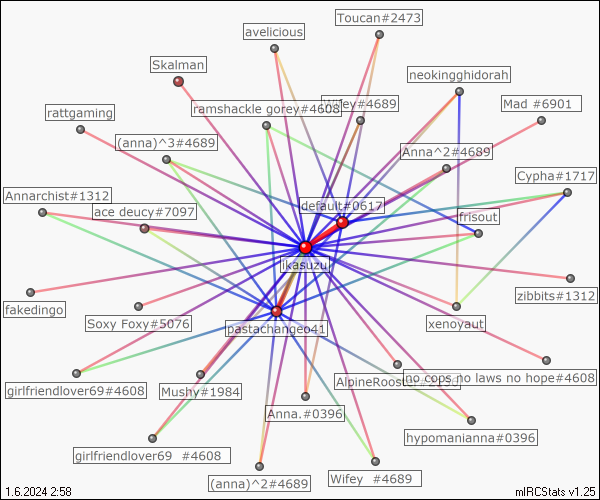 Toucan#2473
avelicious
Skalman
neokingghidorah
rattgaming
ramshackle gorey#4608
Wifey#4689
Mad #6901
(anna)^3#4689
Anna^2#4689
Cypha#1717
Annarchist#1312
ace deucy#7097
default#0617
frisout
ikasuzu
fakedingo
Soxy Foxy#5076
pastachangeo41
xenoyaut
zibbits#1312
girlfriendlover69#4608
Mushy#1984
Anna.#0396
no cops no laws no hope#4608
hypomanianna#0396
girlfriendlover69 #4608
(anna)^2#4689
Wifey #4689
1.6.2024 2:58
mIRCStats v1.25